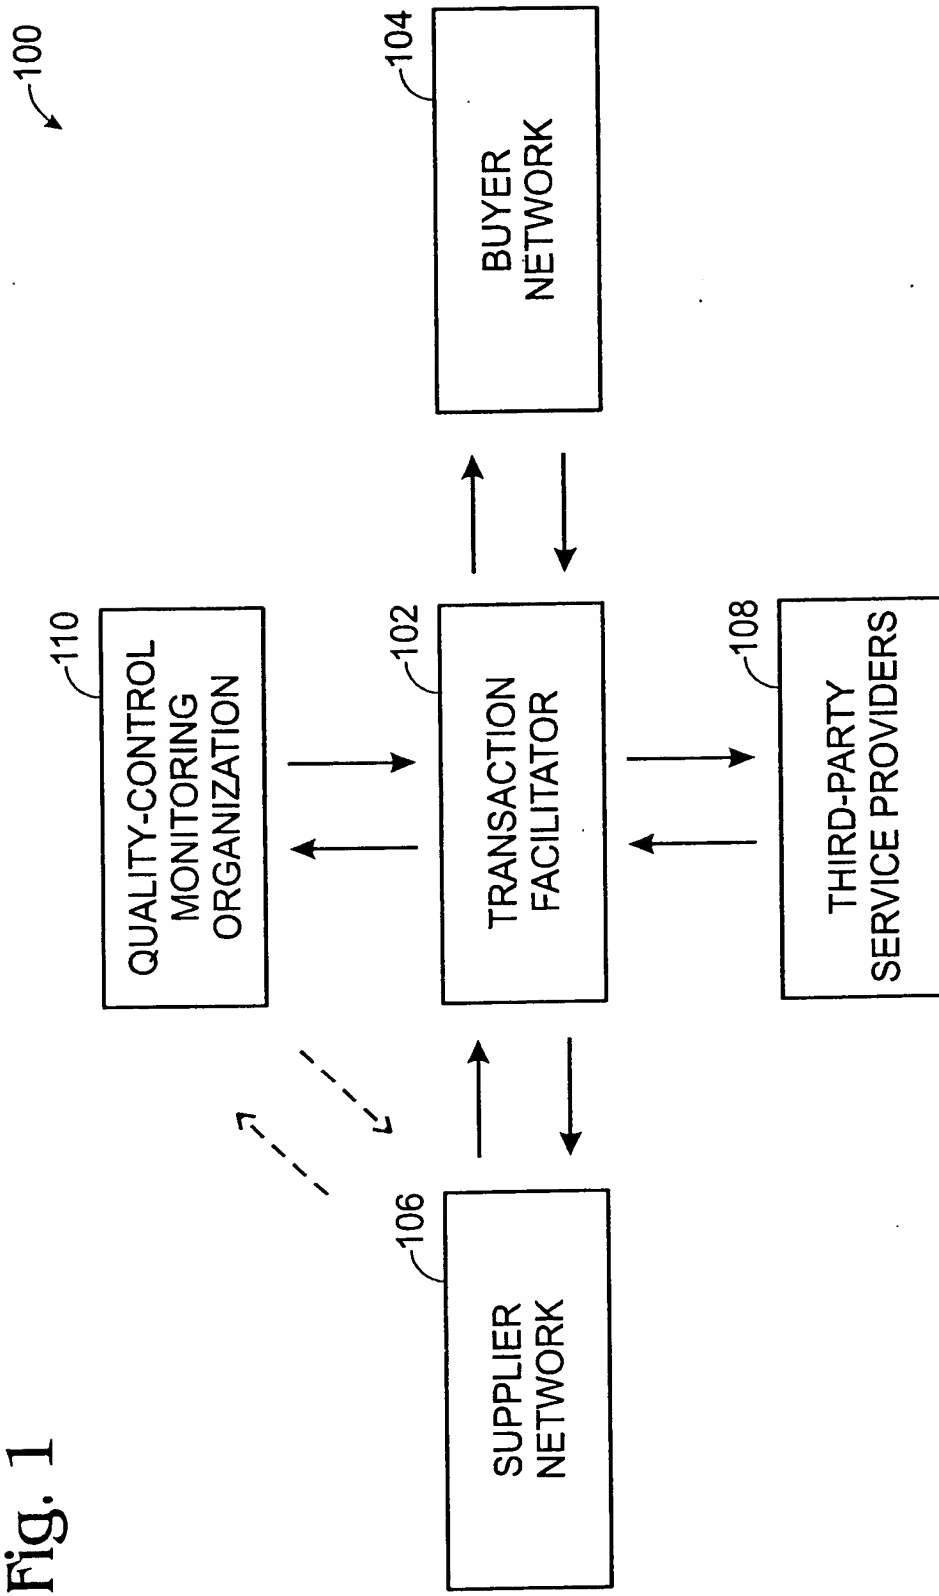 Fig. 1
100
110
QUALITY-CONTROL
MONITORING
ORGANIZATION
106
SUPPLIER
NETWORK
102
TRANSACTION
FACILITATOR
104
BUYER
NETWORK
108
THIRD-PARTY
SERVICE PROVIDERS